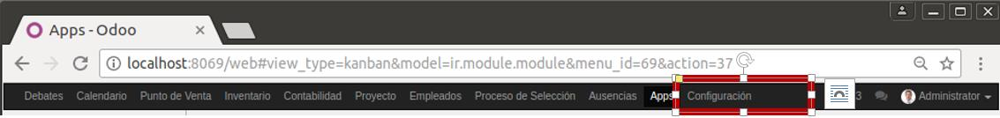 Apps - Odoo
localhost:8069/web#view_type=kanban&model=ir.module.module&menu_id=69&action=37
Debates Calendario Punto de Venta Inventario Contabilidad Proyecto Empleados Proceso de Selección Ausencias Apps Configuración 3 Administrator